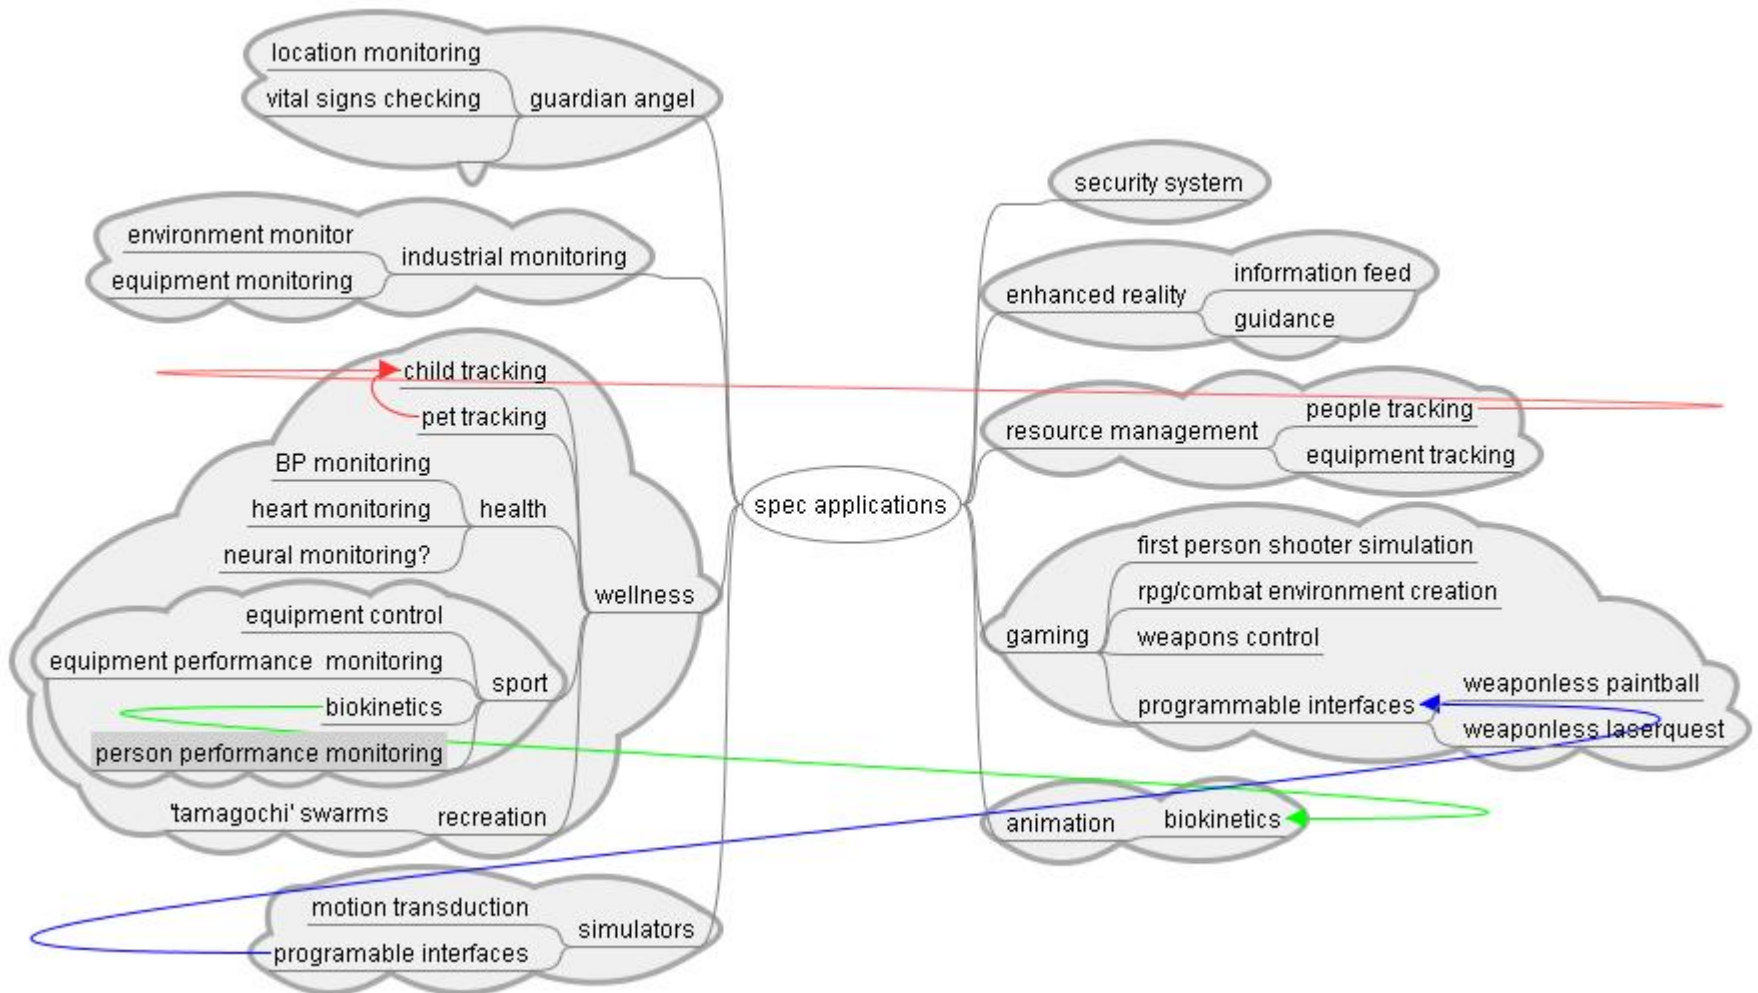 location monitoring
vital signs checking
guardian angel
environment monitor
industrial monitoring
equipment monitoring
child tracking
pet tracking
BP monitoring
heart monitoring
health
neural monitoring?
wellness
equipment control
equipment performance  monitoring
sport
biokinetics
person performance monitoring
'tamagochi' swarms
recreation
motion transduction
simulators
programable interfaces
spec applications
security system
information feed
enhanced reality
guidance
people tracking
resource management
equipment tracking
first person shooter simulation
rpg/combat environment creation
gaming
weapons control
weaponless paintball
programmable interfaces
weaponless laserquest
animation
biokinetics